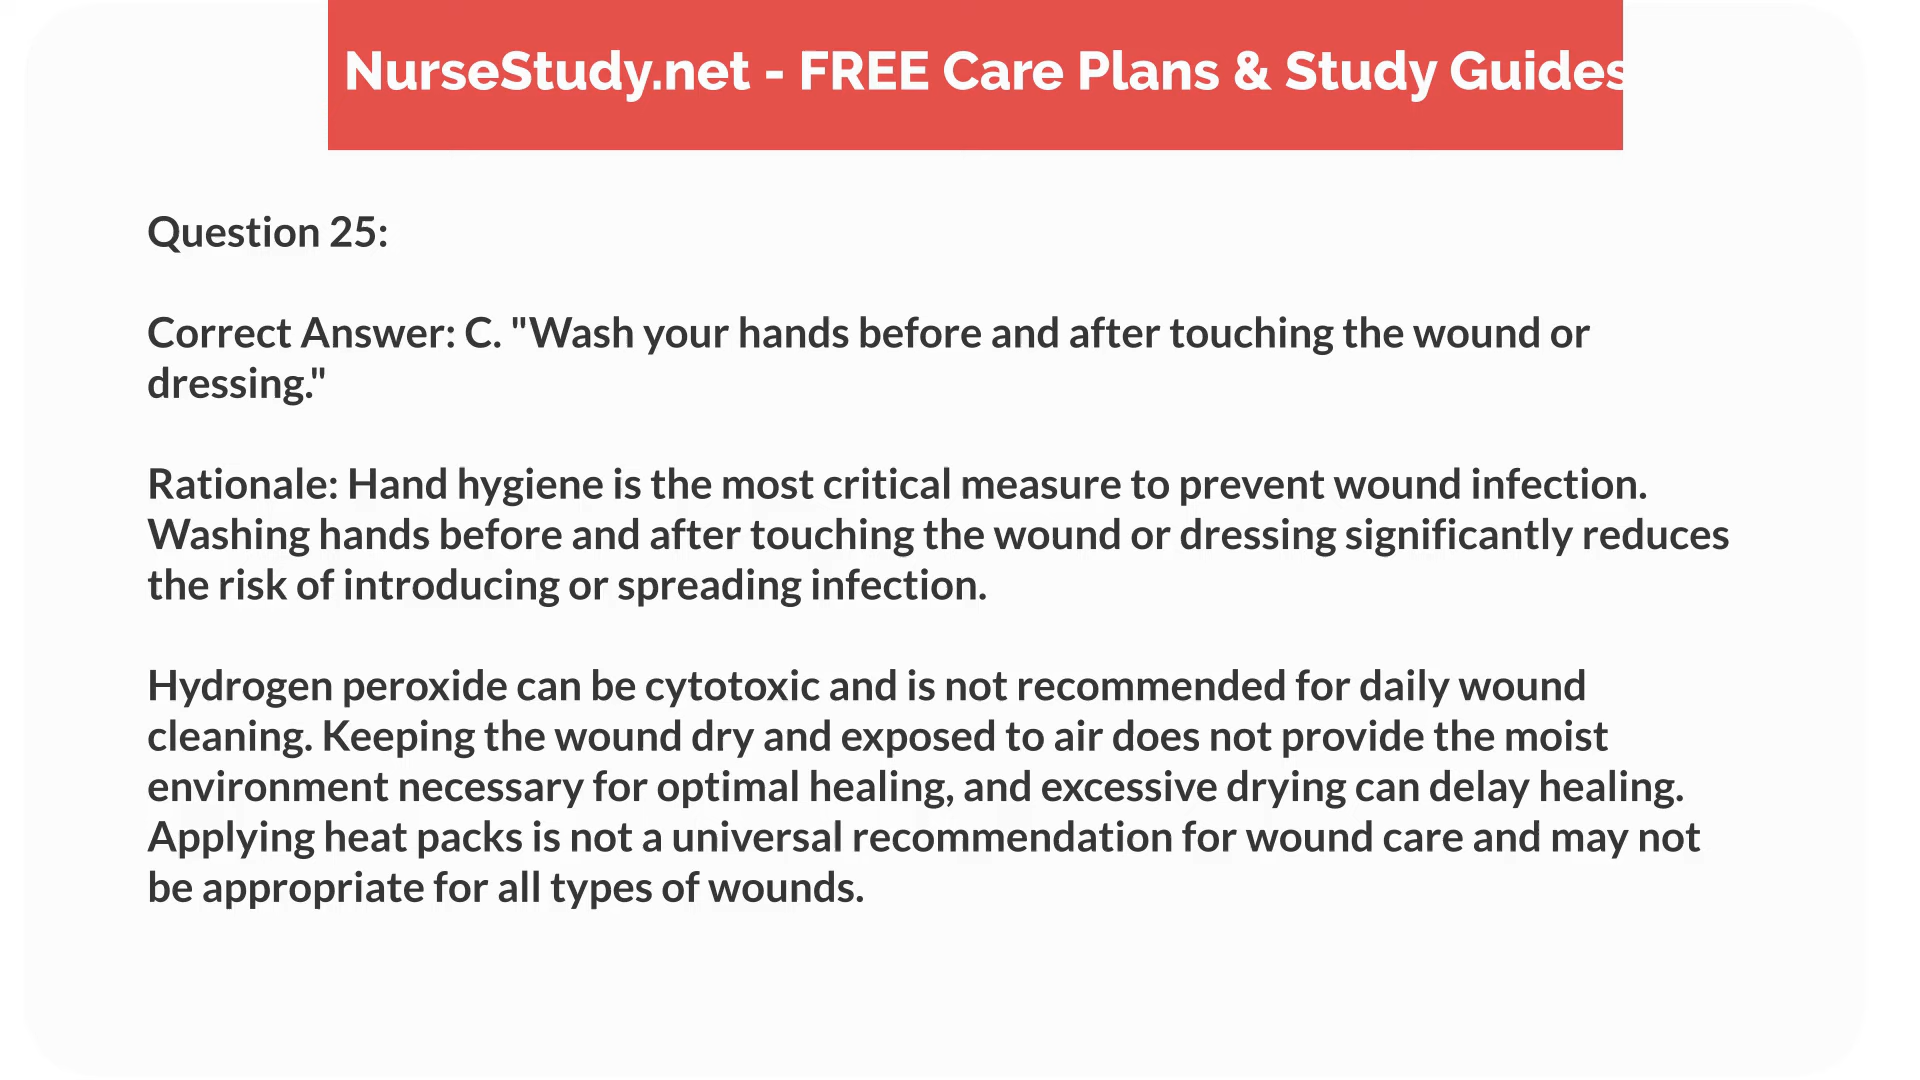 NurseStudy.net - FREE Care Plans & Study Guides
Question 25:
Correct Answer: C. "Wash your hands before and after touching the wound or
dressing."
Rationale: Hand hygiene is the most critical measure to prevent wound infection.
Washing hands before and after touching the wound or dressing significantly reduces
the risk of introducing or spreading infection.
Hydrogen peroxide can be cytotoxic and is not recommended for daily wound
cleaning. Keeping the wound dry and exposed to air does not provide the moist
environment necessary for optimal healing, and excessive drying can delay healing.
Applying heat packs is not a universal recommendation for wound care and may not
be appropriate for all types of wounds.